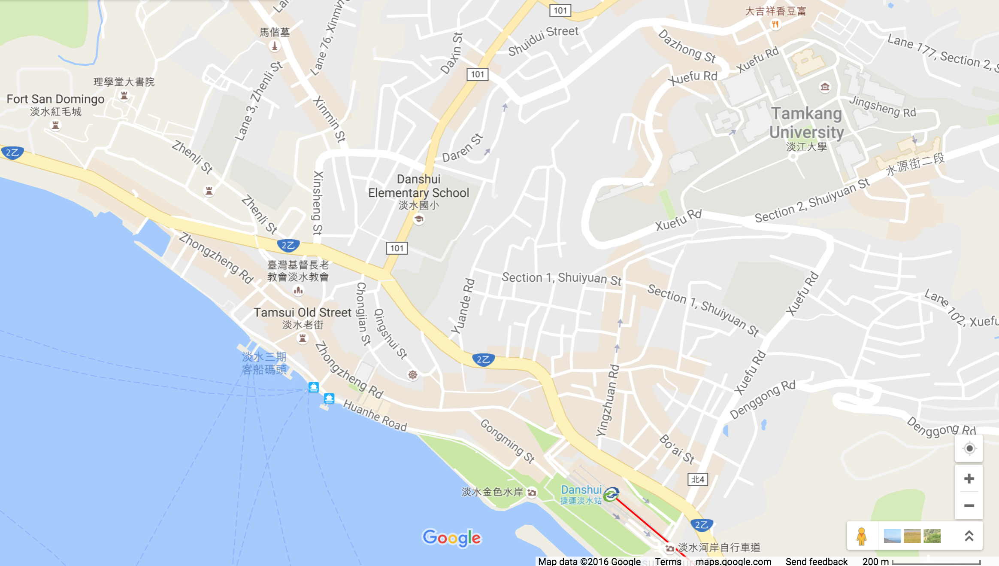 101
大吉祥香豆富
馬偕墓
Lane 76, Xinmin
Daxin St
Shuidui Street
Dazhong St
Xuefu Rd
Lane 177, Section 2,
101
Xuefu Rd
理學堂大書院
Fort San Domingo
淡水紅毛城
Lane 3, Zhenli St
Xinmin St
Tamkang
University
淡江大學
Jingsheng Rd
2乙
Zhenli St
Daren St
水源街二段
Danshui
Elementary School
淡水國小
Xinsheng St
Zhenli St
Section 2, Shuiyuan St
Xuefu Rd
2乙
101
Zhongzheng Rd
臺灣基督長老
教會淡水教會
Section 1, Shuiyuan St
Section 1, Shuiyuan St
Xuefu Rd
Lane 102, Xuefu
Chongjian St
Qingshui St
Yuande Rd
Tamsui Old Street
淡水老街
淡水三期
客船碼頭
Zhongzheng Rd
2乙
Yingzhuan Rd
Xuefu Rd
Denggong Rd
Huanhe Road
Gongming St
Bo'ai St
Denggong Rd
北4
淡水金色水岸
Danshui
捷運淡水站
2乙
Google
淡水河岸自行車道
Map data ©2016 Google Terms maps.google.com Send feedback 200 m